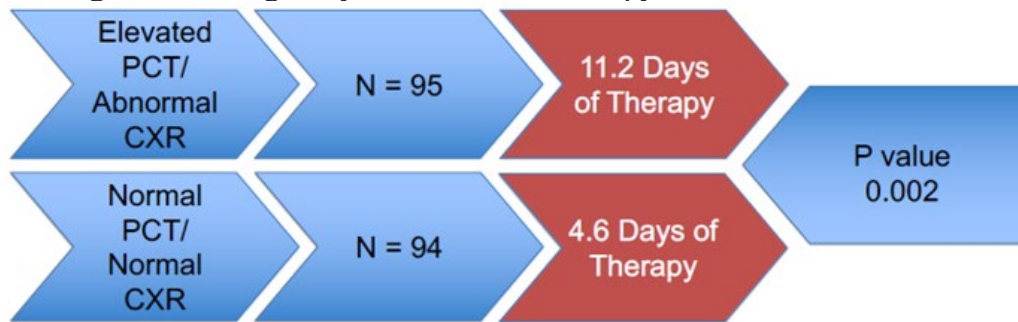 Elevated
PCT/
Abnormal
CXR
N = 95
11.2 Days
of Therapy
Normal
PCT/
Normal
CXR
N = 94
4.6 Days of
Therapy
P value
0.002